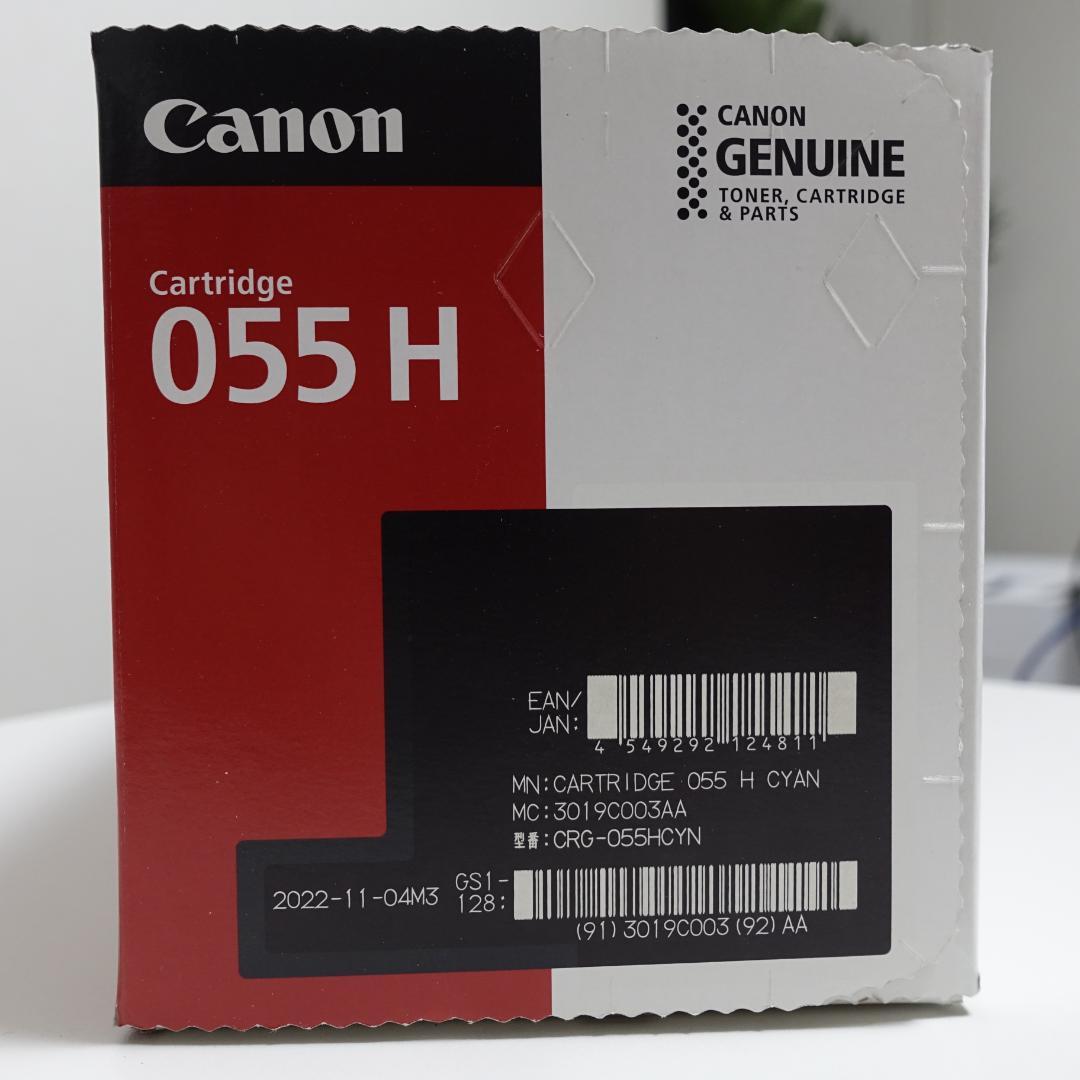 Canon
CANON
GENUINE
TONER, CARTRIDGE
& PARTS
Cartridge
055 H
EAN/
JAN:
4 549292 124811
MN:CARTRIDGE 055 H CYAN
MC:3019C003AA
型番:CRG-055HCYN
2022-11-04M3
GS1-
128:
(91)3019C003(92)AA